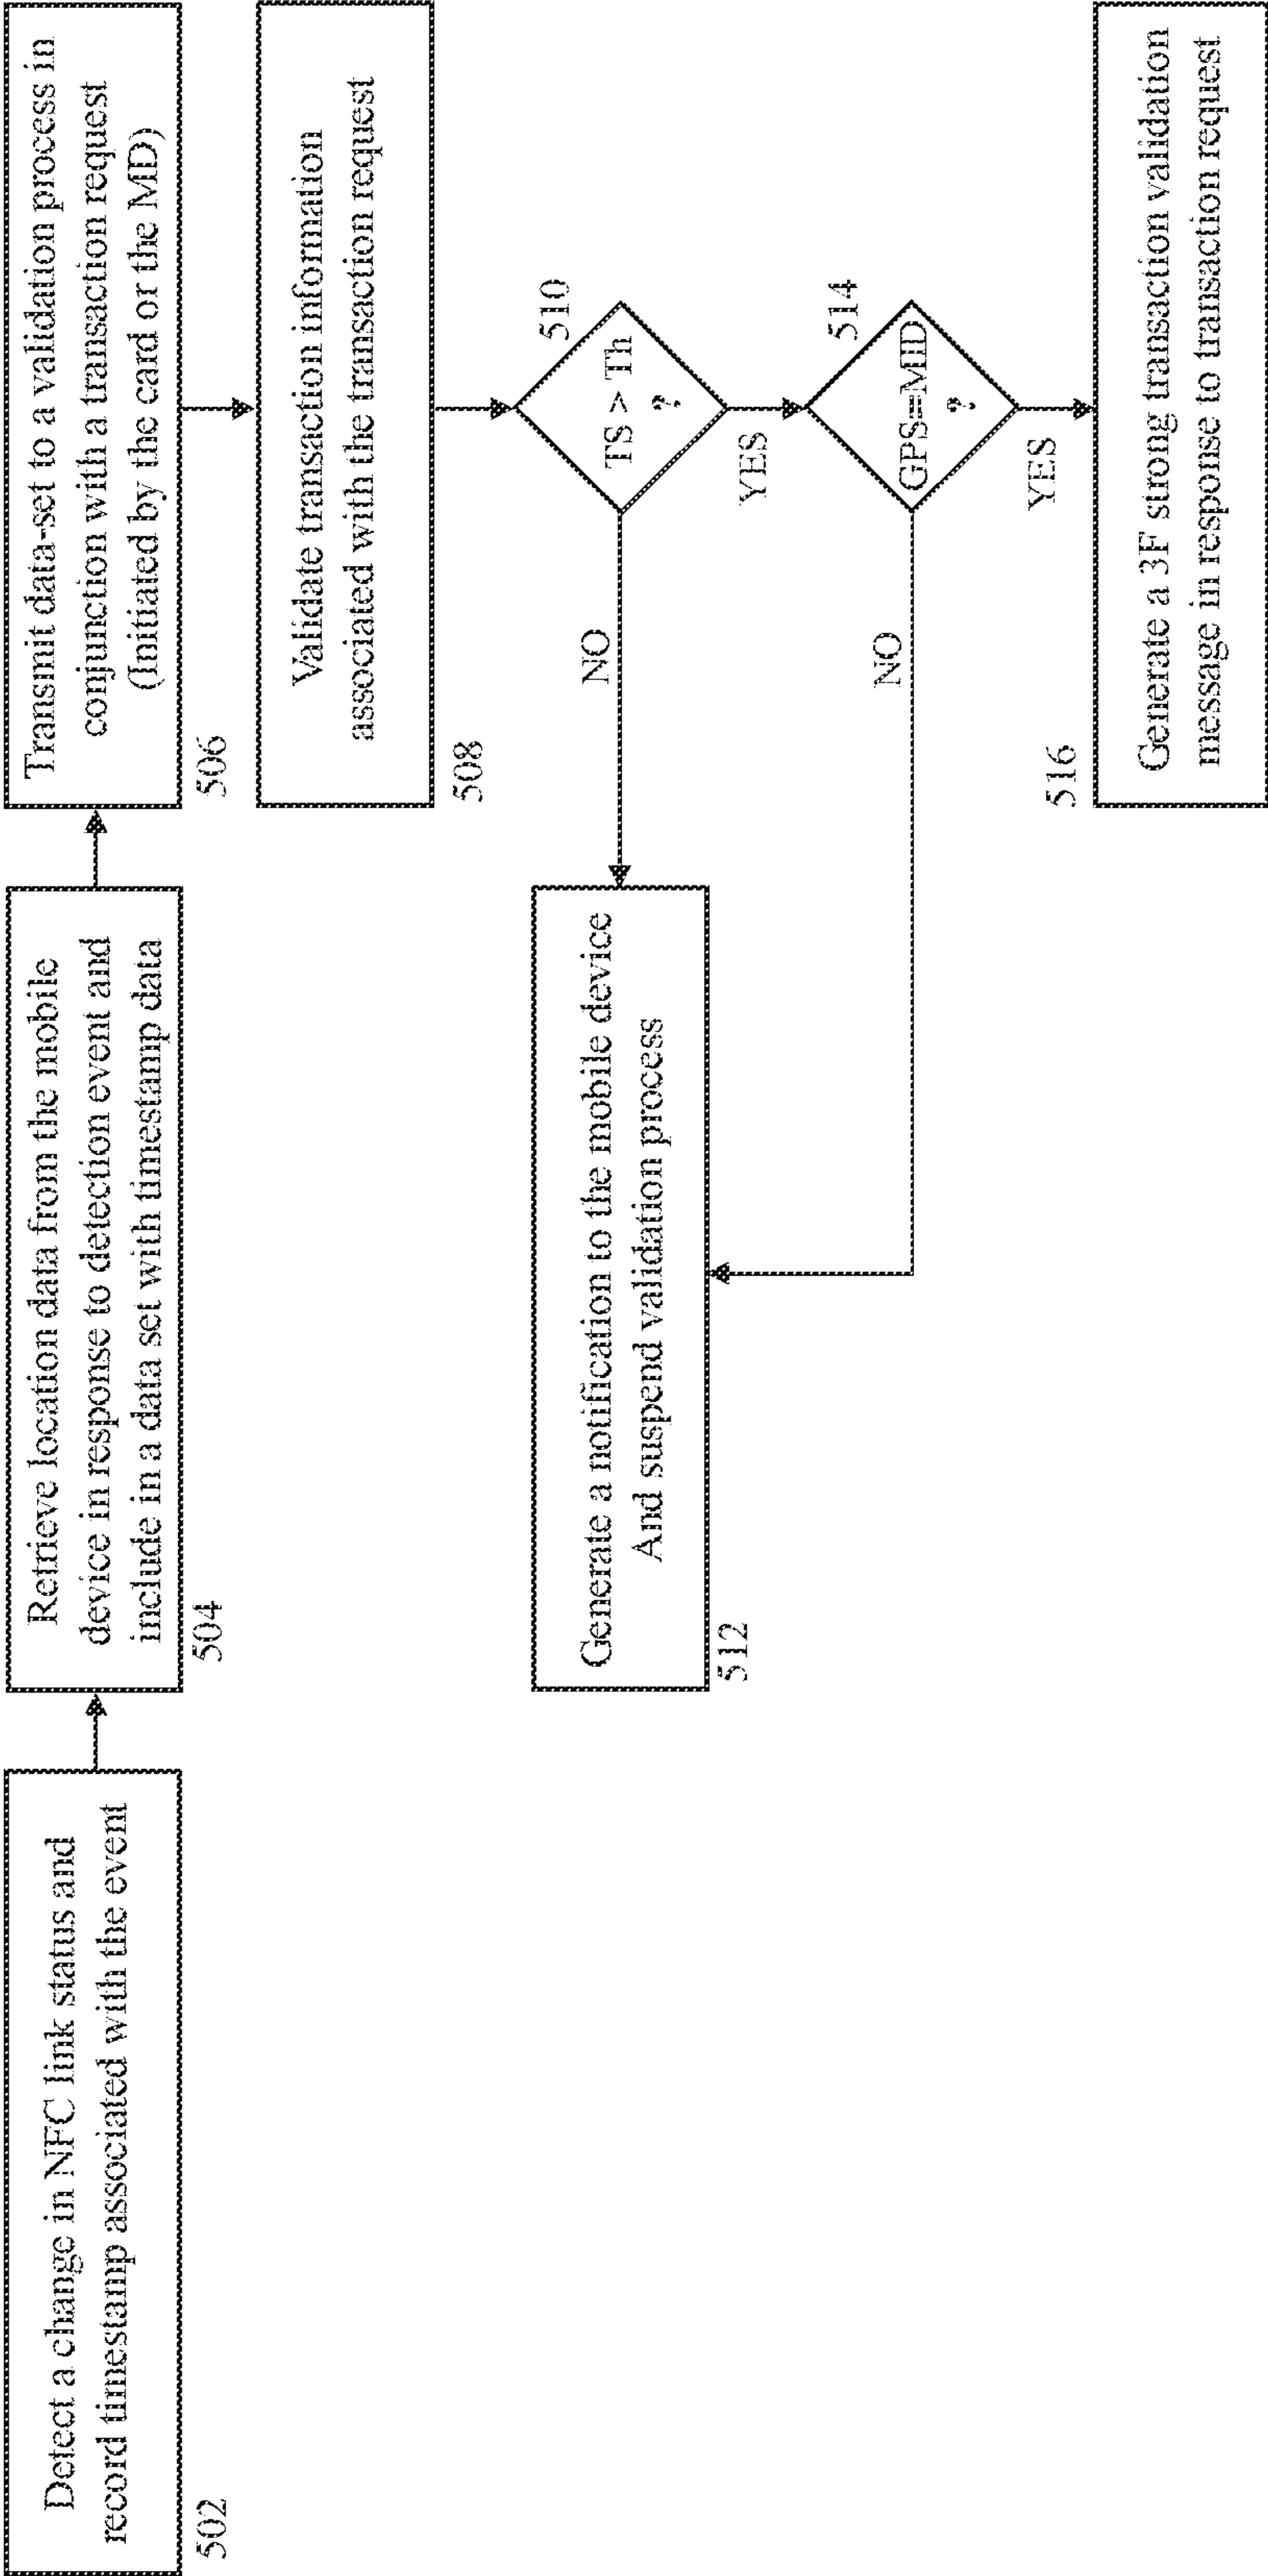 Detect a change in NFC link status and
record timestamp associated with the event
502
Retrieve location data from the mobile
device in response to detection event and
include in a data set with timestamp data
504
Transmit data-set to a validation process in
conjunction with a transaction request
(Initiated by the card or the MD)
506
Validate transaction information
associated with the transaction request
508
510
TS > Th
?
NO
YES
Generate a notification to the mobile device
And suspend validation process
512
514
GPS=MID
?
NO
YES
516
Generate a 3F strong transaction validation
message in response to transaction request